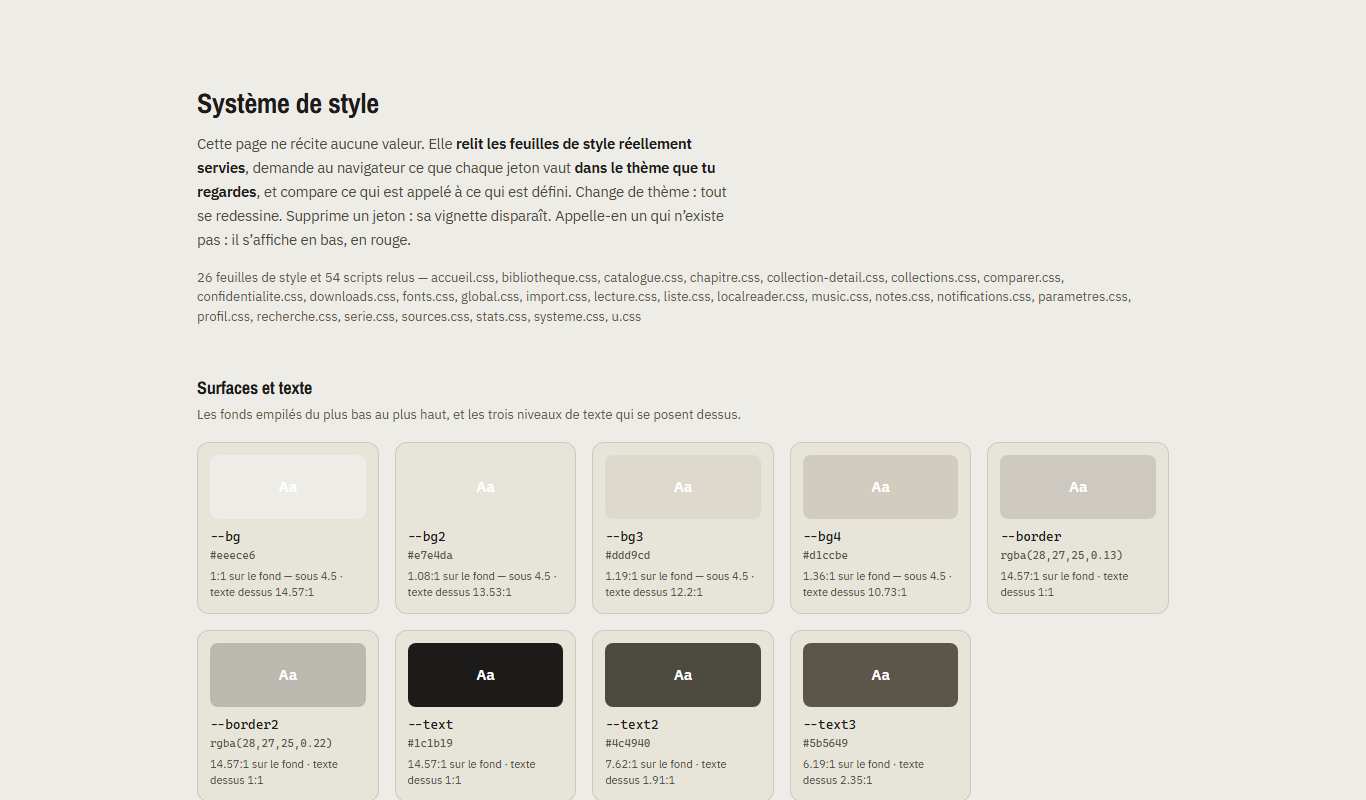 Système de style
Cette page ne récite aucune valeur. Elle relit les feuilles de style réellement
servies, demande au navigateur ce que chaque jeton vaut dans le thème que tu
regardes, et compare ce qui est appelé à ce qui est défini. Change de thème : tout
se redessine. Supprime un jeton : sa vignette disparaît. Appelle-en un qui n’existe
pas : il s’affiche en bas, en rouge.
26 feuilles de style et 54 scripts relus — accueil.css, bibliotheque.css, catalogue.css, chapitre.css, collection-detail.css, collections.css, comparer.css,
confidentialite.css, downloads.css, fonts.css, global.css, import.css, lecture.css, liste.css, localreader.css, music.css, notes.css, notifications.css, parametres.css,
profil.css, recherche.css, serie.css, sources.css, stats.css, systeme.css, u.css
Surfaces et texte
Les fonds empilés du plus bas au plus haut, et les trois niveaux de texte qui se posent dessus.
Aa
--bg
#eeece6
1:1 sur le fond — sous 4.5 ·
texte dessus 14.57:1
Aa
--bg2
#e7e4da
1.08:1 sur le fond — sous 4.5 ·
texte dessus 13.53:1
Aa
--bg3
#ddd9cd
1.19:1 sur le fond — sous 4.5 ·
texte dessus 12.2:1
Aa
--bg4
#d1ccbe
1.36:1 sur le fond — sous 4.5 ·
texte dessus 10.73:1
Aa
--border
rgba(28,27,25,0.13)
14.57:1 sur le fond · texte
dessus 1:1
Aa
--border2
rgba(28,27,25,0.22)
14.57:1 sur le fond · texte
dessus 1:1
Aa
--text
#1c1b19
14.57:1 sur le fond · texte
dessus 1:1
Aa
--text2
#4c4940
7.62:1 sur le fond · texte
dessus 1.91:1
Aa
--text3
#5b5649
6.19:1 sur le fond · texte
dessus 2.35:1